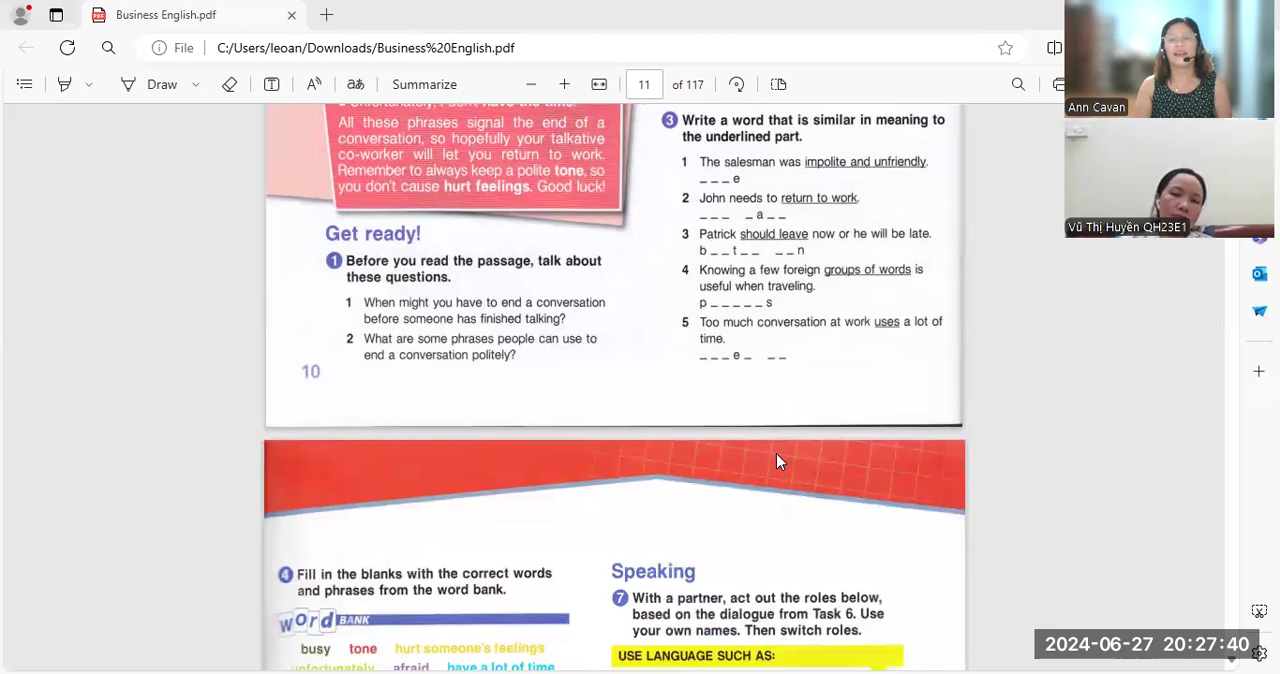 Business English.pdf
File
C:/Users/leoan/Downloads/Business%20English.pdf
Draw
Summarize
11 of 117
Ann Cavan
Vũ Thị Huyền QH23E1
Unfortunately, I don't have the time.
All these phrases signal the end of a
conversation, so hopefully your talkative
co-worker will let you return to work.
Remember to always keep a polite tone, so
you don't cause hurt feelings. Good luck!
Get ready!
1 Before you read the passage, talk about
these questions.
1 When might you have to end a conversation
before someone has finished talking?
2 What are some phrases people can use to
end a conversation politely?
10
3 Write a word that is similar in meaning to
the underlined part.
1 The salesman was impolite and unfriendly.
_ _ _ e
2 John needs to return to work.
_ _ _ _ a _ _
3 Patrick should leave now or he will be late.
b _ _ t _ _ _ _ n
4 Knowing a few foreign groups of words is
useful when traveling.
p _ _ _ _ _ s
5 Too much conversation at work uses a lot of
time.
_ _ _ e _ _ _
4 Fill in the blanks with the correct words
and phrases from the word bank.
Word BANK
busy tone hurt someone's feelings
unfortunately afraid have a lot of time
Speaking
7 With a partner, act out the roles below,
based on the dialogue from Task 6. Use
your own names. Then switch roles.
USE LANGUAGE SUCH AS:
2024-06-27 20:27:40